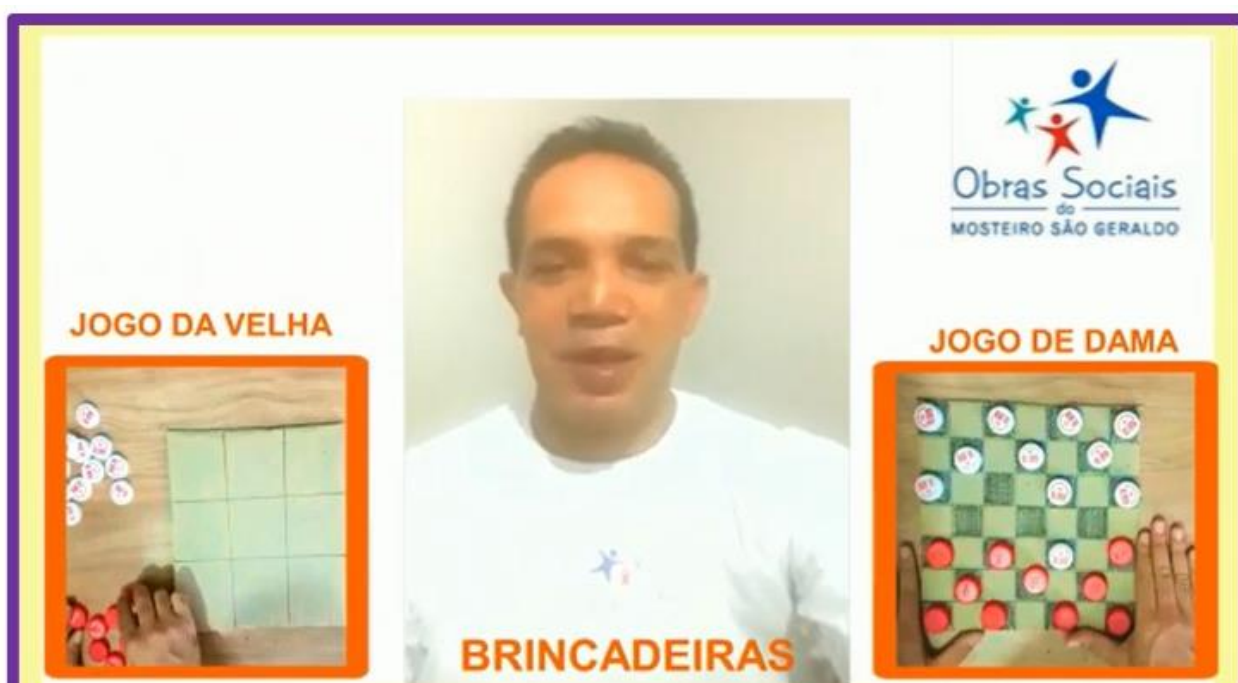 Obras Sociais
do
MOSTEIRO SÃO GERALDO
JOGO DA VELHA
JOGO DE DAMA
BRINCADEIRAS